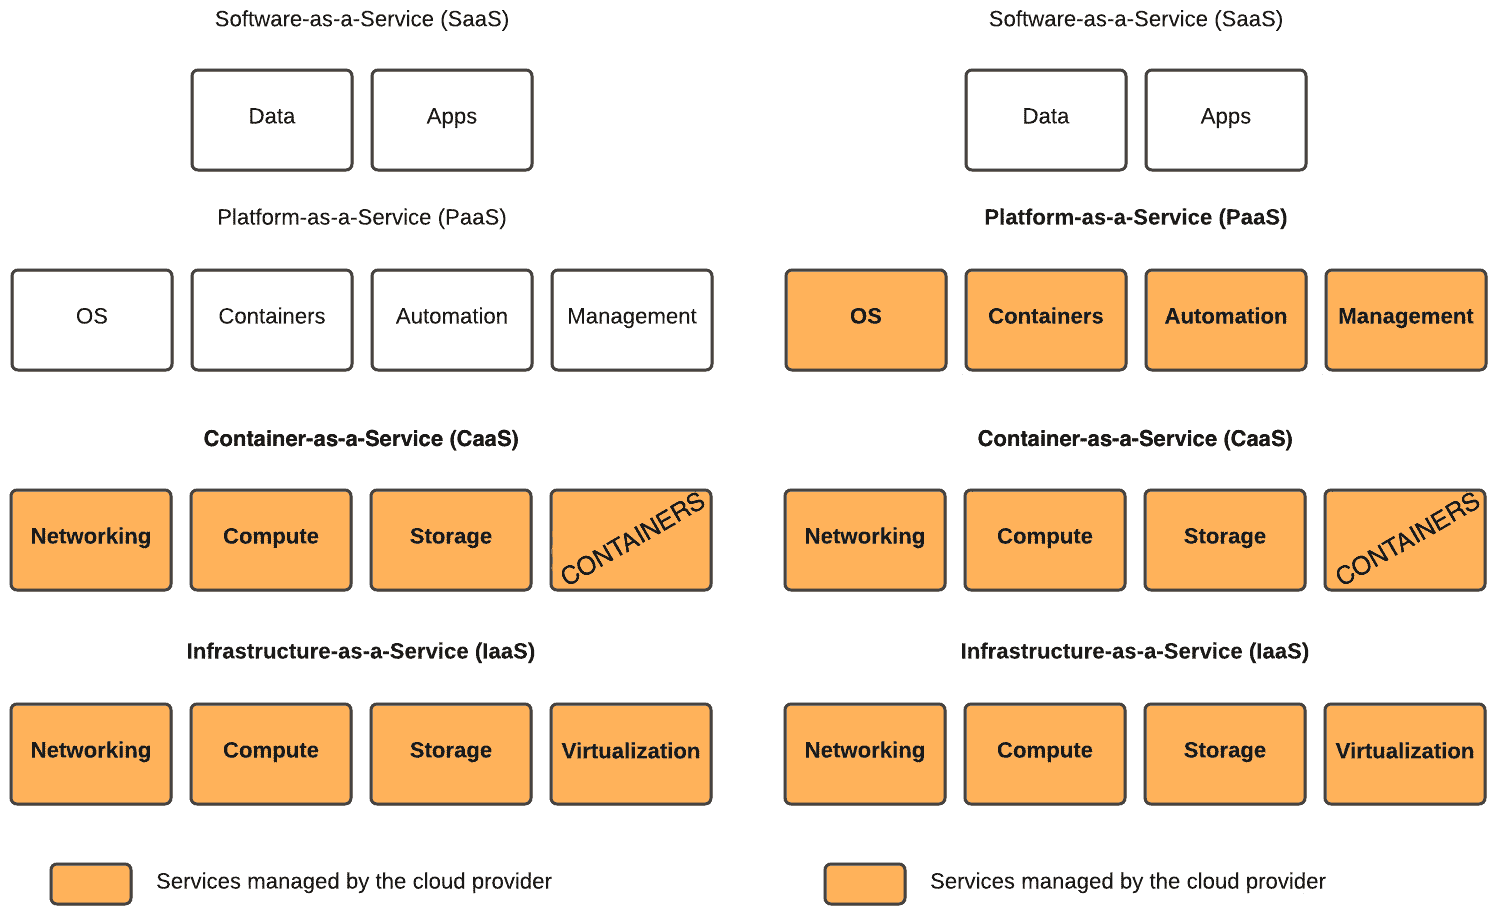 Software-as-a-Service (SaaS)
Data
Apps
Platform-as-a-Service (PaaS)
OS
Containers
Automation
Management
Container-as-a-Service (CaaS)
Networking
Compute
Storage
CONTAINERS
Infrastructure-as-a-Service (IaaS)
Networking
Compute
Storage
Virtualization
Services managed by the cloud provider
Software-as-a-Service (SaaS)
Data
Apps
Platform-as-a-Service (PaaS)
OS
Containers
Automation
Management
Container-as-a-Service (CaaS)
Networking
Compute
Storage
CONTAINERS
Infrastructure-as-a-Service (IaaS)
Networking
Compute
Storage
Virtualization
Services managed by the cloud provider